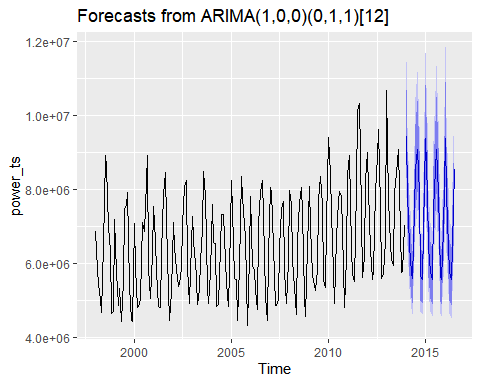 Forecasts from ARIMA(1,0,0)(0,1,1)[12]
1.2e+07
1.0e+07
8.0e+06
6.0e+06
4.0e+06
power_ts
2000
2005
2010
2015
Time